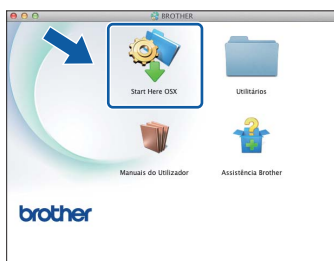 BROTHER
Start Here OSX
Utilitários
Manuais do Utilizador
Assistência Brother
brother